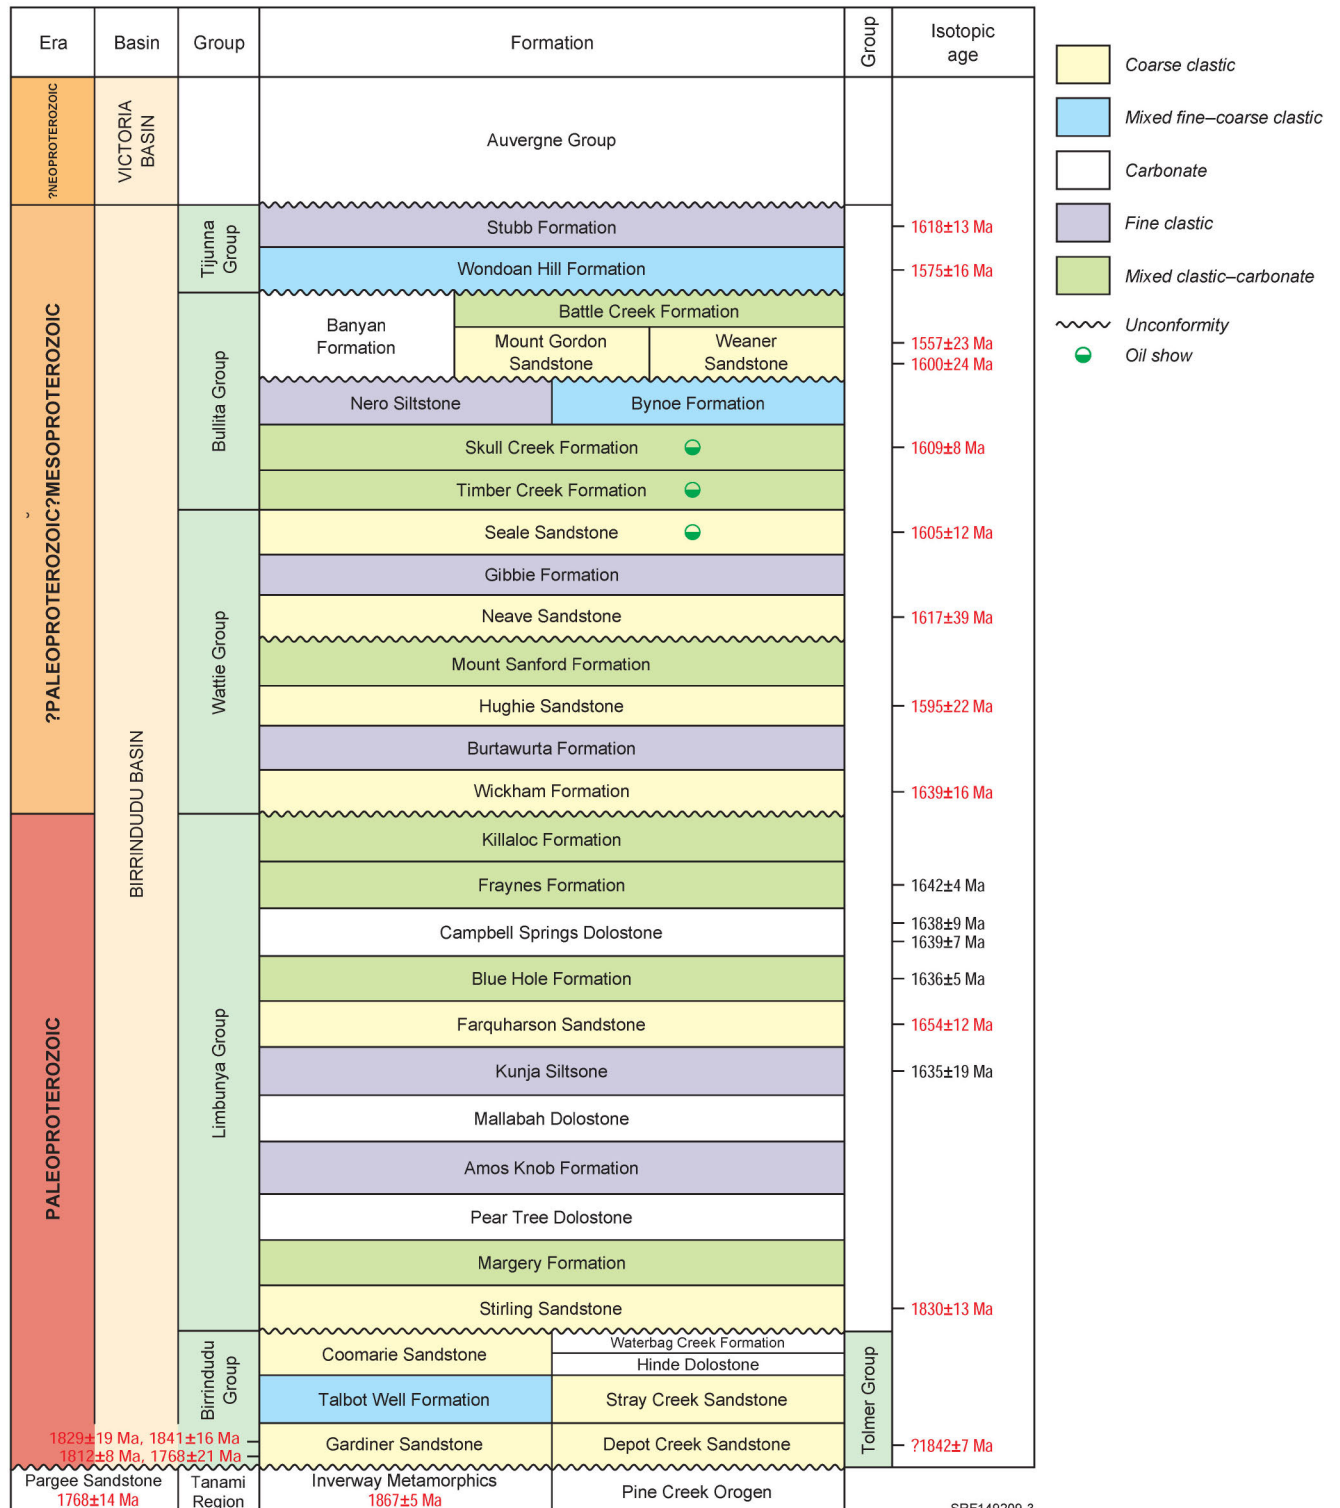 Era
Basin
Group
Formation
Group
Isotopic
age
?NEOPROTEROZOIC
VICTORIA
BASIN
Auvergne Group
?PALEOPROTEROZOIC?MESOPROTEROZOIC
BIRRINDUDU BASIN
Tijunna
Group
Stubb Formation
1618±13 Ma
Wondoan Hill Formation
1575±16 Ma
Bullita Group
Banyan
Formation
Battle Creek Formation
Mount Gordon
Sandstone
Weaner
Sandstone
1557±23 Ma
1600±24 Ma
Nero Siltstone
Bynoe Formation
Skull Creek Formation
1609±8 Ma
Timber Creek Formation
Wattie Group
Seale Sandstone
1605±12 Ma
Gibbie Formation
Neave Sandstone
1617±39 Ma
Mount Sanford Formation
Hughie Sandstone
1595±22 Ma
Burtawurta Formation
Wickham Formation
1639±16 Ma
PALEOPROTEROZOIC
Limbunya Group
Killaloc Formation
Fraynes Formation
1642±4 Ma
Campbell Springs Dolostone
1638±9 Ma
1639±7 Ma
Blue Hole Formation
1636±5 Ma
Farquharson Sandstone
1654±12 Ma
Kunja Siltsone
1635±19 Ma
Mallabah Dolostone
Amos Knob Formation
Pear Tree Dolostone
Margery Formation
Stirling Sandstone
1830±13 Ma
Birrindudu
Group
Coomarie Sandstone
Waterbag Creek Formation
Hinde Dolostone
Tolmer Group
Talbot Well Formation
Stray Creek Sandstone
1829±19 Ma, 1841±16 Ma
1812±8 Ma, 1768±21 Ma
Gardiner Sandstone
Depot Creek Sandstone
?1842±7 Ma
Pargee Sandstone
1768±14 Ma
Tanami
Region
Inverway Metamorphics
1867±5 Ma
Pine Creek Orogen
Coarse clastic
Mixed fine–coarse clastic
Carbonate
Fine clastic
Mixed clastic–carbonate
Unconformity
Oil show